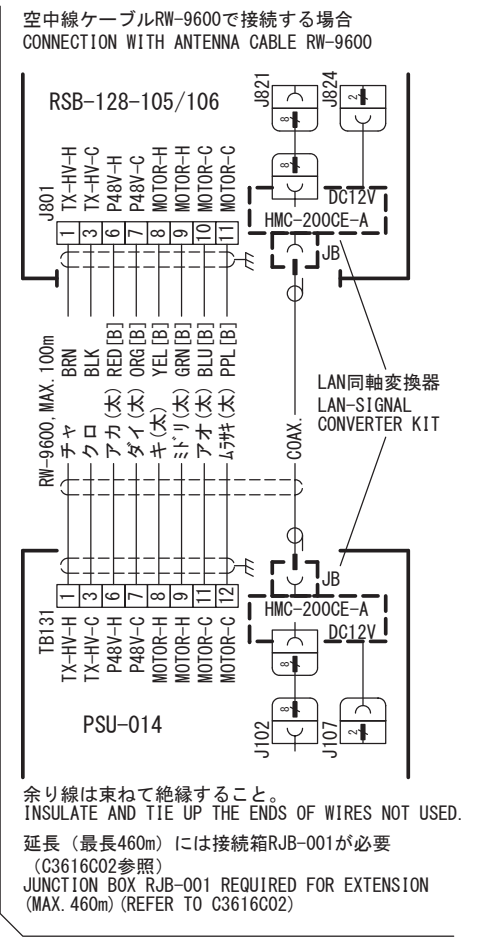 空中線ケーブルRW-9600で接続する場合
CONNECTION WITH ANTENNA CABLE RW-9600
RSB-128-105/106
J821
J824
8
2
8
J801
TX-HV-H
TX-HV-C
P48V-H
P48V-C
MOTOR-H
MOTOR-H
MOTOR-C
MOTOR-C
1 3 6 7 8 9 10 11
DC12V
HMC-200CE-A
JB
RW-9600, MAX. 100m
BRN
BLK
RED[B]
ORG[B]
YEL[B]
GRN[B]
BLU[B]
PPL[B]
チャ
クロ
アカ(太)
ダイ(太)
キ(太)
ミドリ(太)
アオ(太)
ムラサキ(太)
COAX.
LAN同軸変換器
LAN-SIGNAL
CONVERTER KIT
TB131
1 3 6 7 8 9 11 12
TX-HV-H
TX-HV-C
P48V-H
P48V-C
MOTOR-H
MOTOR-H
MOTOR-C
MOTOR-C
JB
HMC-200CE-A
DC12V
8
8
2
J102
J107
PSU-014
余り線は束ねて絶縁すること。
INSULATE AND TIE UP THE ENDS OF WIRES NOT USED.
延長（最長460m）には接続箱RJB-001が必要
（C3616C02参照）
JUNCTION BOX RJB-001 REQUIRED FOR EXTENSION
(MAX. 460m) (REFER TO C3616C02)